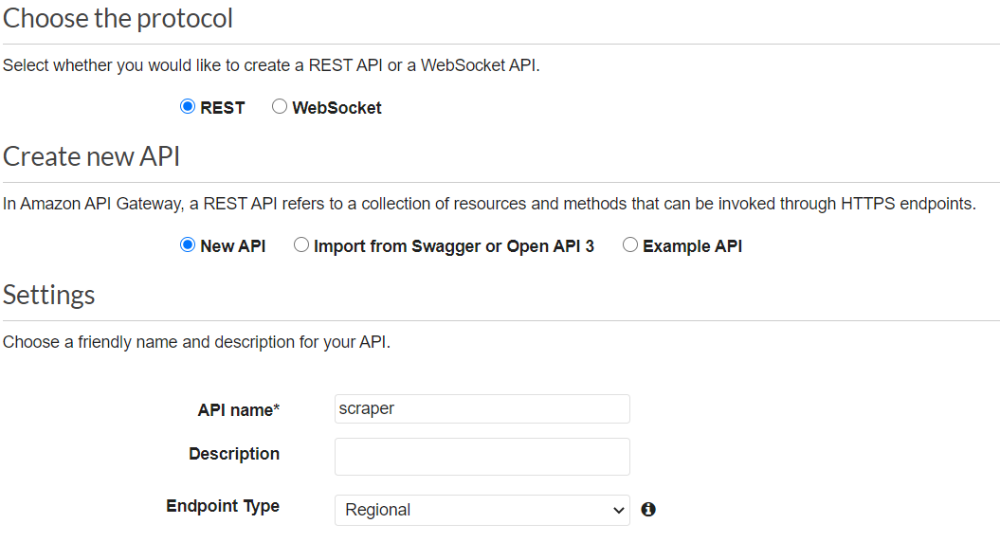 Choose the protocol
Select whether you would like to create a REST API or a WebSocket API.
REST WebSocket
Create new API
In Amazon API Gateway, a REST API refers to a collection of resources and methods that can be invoked through HTTPS endpoints.
New API Import from Swagger or Open API 3 Example API
Settings
Choose a friendly name and description for your API.
API name* scraper
Description
Endpoint Type Regional